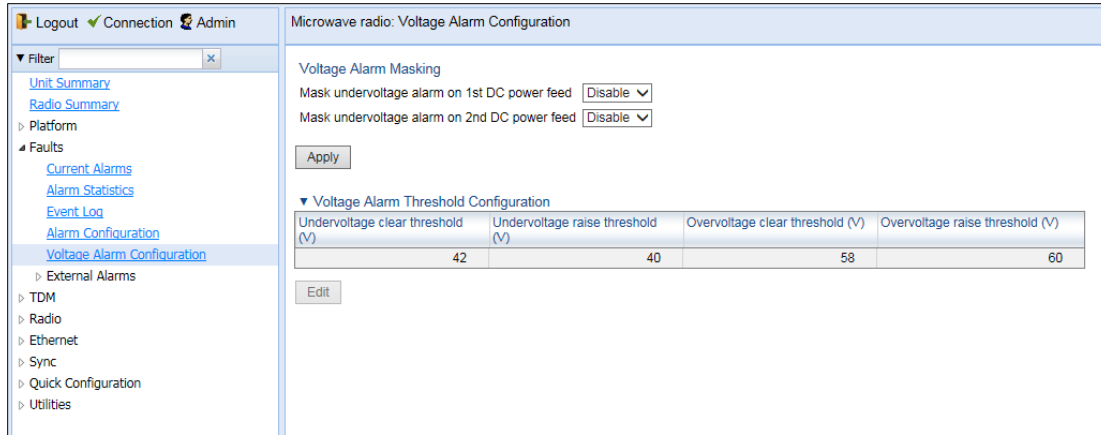 Logout Connection Admin
Filter
Unit Summary
Radio Summary
Platform
Faults
Current Alarms
Alarm Statistics
Event Log
Alarm Configuration
Voltage Alarm Configuration
External Alarms
TDM
Radio
Ethernet
Sync
Quick Configuration
Utilities
Microwave radio: Voltage Alarm Configuration
Voltage Alarm Masking
Mask undervoltage alarm on 1st DC power feed Disable
Mask undervoltage alarm on 2nd DC power feed Disable
Apply
Voltage Alarm Threshold Configuration
Undervoltage clear threshold (V) Undervoltage raise threshold (V) Overvoltage clear threshold (V) Overvoltage raise threshold (V)
42 40 58 60
Edit